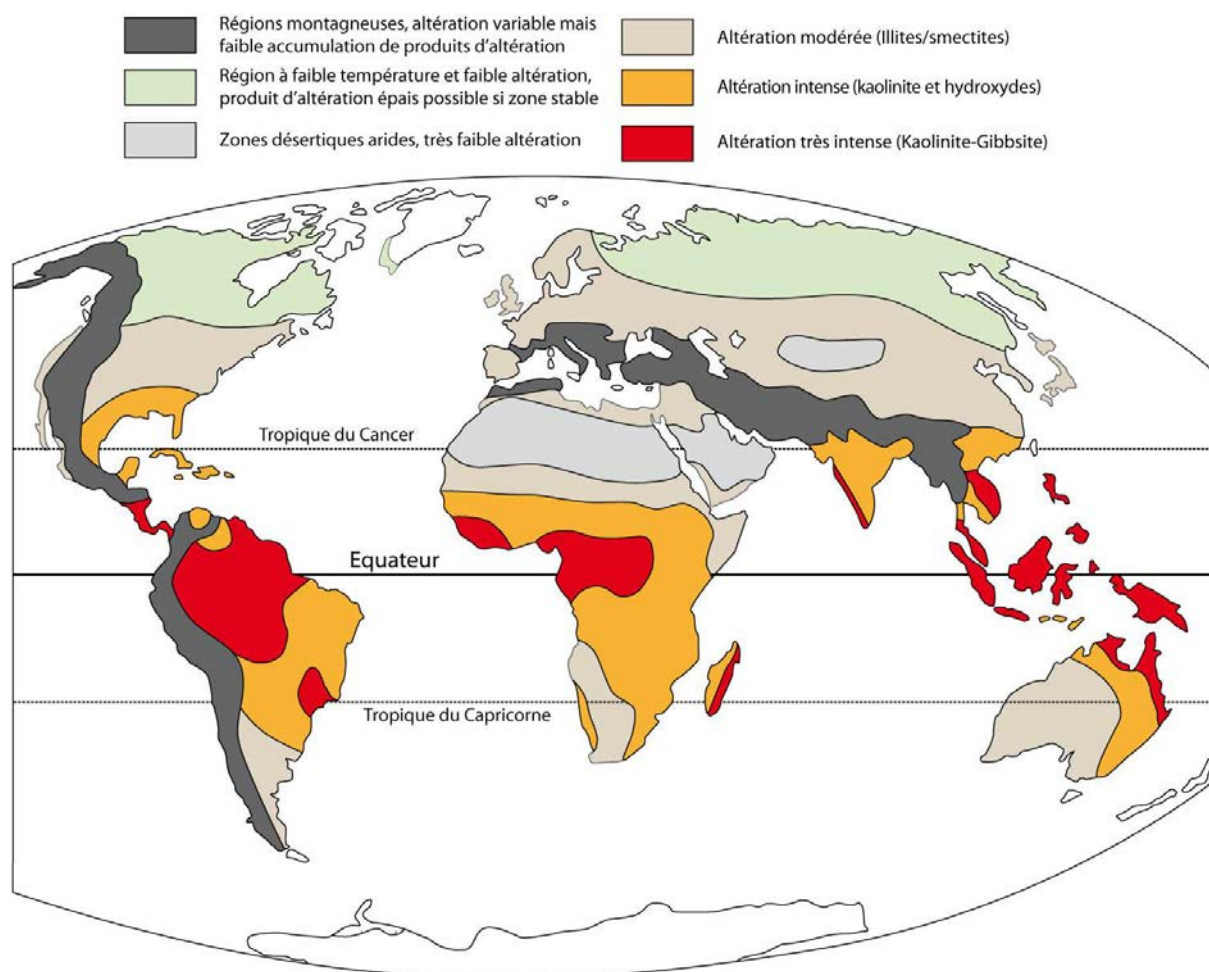 Régions montagneuses, altération variable mais
faible accumulation de produits d'altération
Région à faible température et faible altération,
produit d'altération épais possible si zone stable
Zones désertiques arides, très faible altération
Altération modérée (Illites/smectites)
Altération intense (kaolinite et hydroxydes)
Altération très intense (Kaolinite-Gibbsite)
Tropique du Cancer
Equateur
Tropique du Capricorne